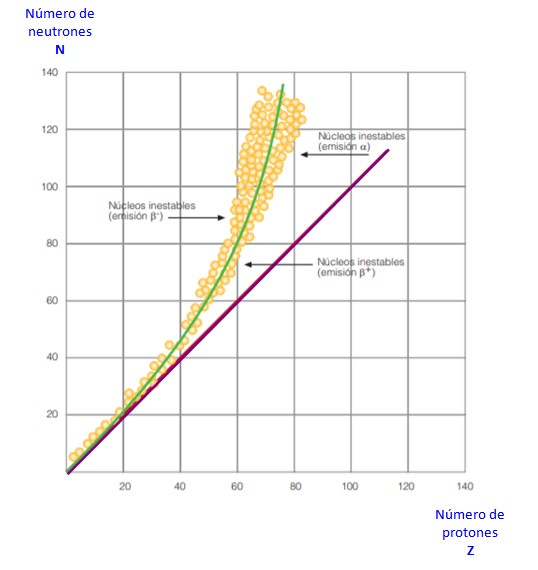 Número de
neutrones
N
140
120
100
80
60
40
20
Núcleos inestables
(emisión α)
Núcleos inestables
(emisión β⁻)
Núcleos inestables
(emisión β⁺)
20
40
60
80
100
120
140
Número de
protones
Z